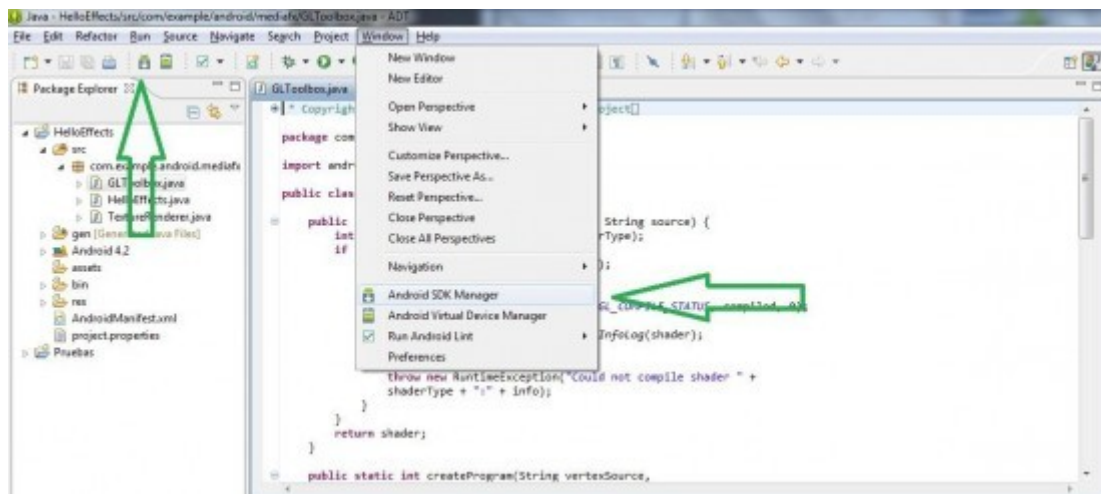 Java - HelloEffects/src/com/example/android/mediafx/GLToolbox.java - ADT
File Edit Refactor Run Source Navigate Search Project Window Help
Package Explorer
HelloEffects
src
com.example.android.mediafx
GLToolbox.java
HelloEffects.java
TextureRenderer.java
gen [Generated Java Files]
Android 4.2
assets
bin
res
AndroidManifest.xml
project.properties
Pruebas
New Window
New Editor
Open Perspective
Show View
Customize Perspective...
Save Perspective As...
Reset Perspective...
Close Perspective
Close All Perspectives
Navigation
Android SDK Manager
Android Virtual Device Manager
Run Android Lint
Preferences
GLToolbox.java
* Copyrigh oject[]
package com
import andr
public clas
public String source) {
int rType);
if
);
GL_COMPILE_STATUS, compiled, 0);
InfoLog(shader);
throw new RuntimeException("Could not compile shader " +
shaderType + ":" + info);
}
}
return shader;
}
public static int createProgram(String vertexSource,